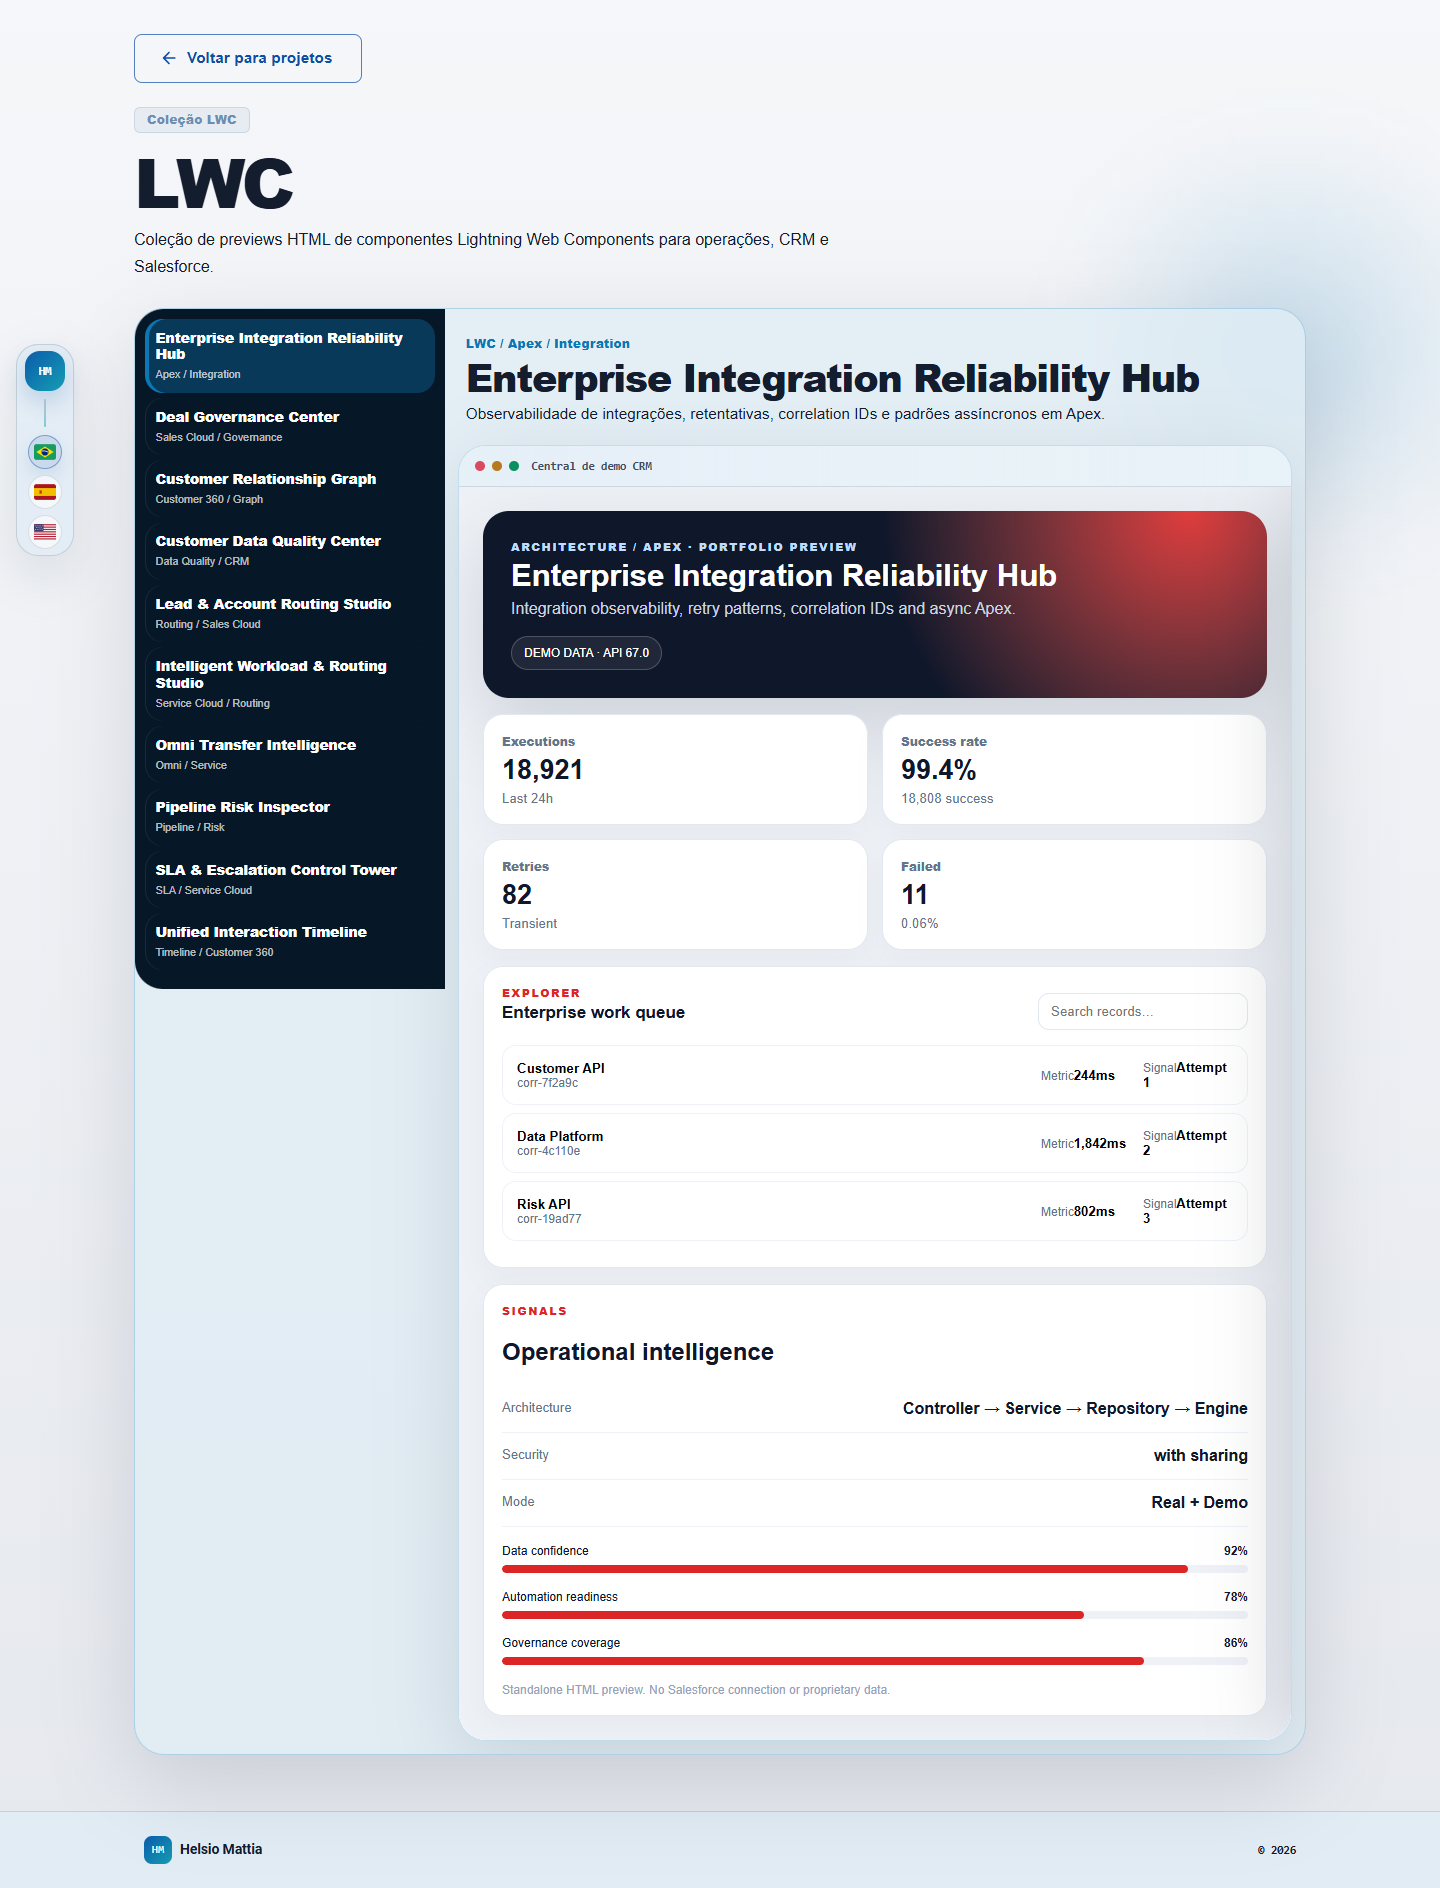 Voltar para projetos
Coleção LWC
LWC
Coleção de previews HTML de componentes Lightning Web Components para operações, CRM e
Salesforce.
HM
Enterprise Integration Reliability
Hub
Apex / Integration
Deal Governance Center
Sales Cloud / Governance
Customer Relationship Graph
Customer 360 / Graph
Customer Data Quality Center
Data Quality / CRM
Lead & Account Routing Studio
Routing / Sales Cloud
Intelligent Workload & Routing
Studio
Service Cloud / Routing
Omni Transfer Intelligence
Omni / Service
Pipeline Risk Inspector
Pipeline / Risk
SLA & Escalation Control Tower
SLA / Service Cloud
Unified Interaction Timeline
Timeline / Customer 360
LWC / Apex / Integration
Enterprise Integration Reliability Hub
Observabilidade de integrações, retentativas, correlation IDs e padrões assíncronos em Apex.
Central de demo CRM
ARCHITECTURE / APEX · PORTFOLIO PREVIEW
Enterprise Integration Reliability Hub
Integration observability, retry patterns, correlation IDs and async Apex.
DEMO DATA · API 67.0
Executions
18,921
Last 24h
Success rate
99.4%
18,808 success
Retries
82
Transient
Failed
11
0.06%
EXPLORER
Enterprise work queue
Search records...
Customer API
corr-7f2a9c
Metric244ms
SignalAttempt
1
Data Platform
corr-4c110e
Metric1,842ms
SignalAttempt
2
Risk API
corr-19ad77
Metric802ms
SignalAttempt
3
SIGNALS
Operational intelligence
Architecture
Controller → Service → Repository → Engine
Security
with sharing
Mode
Real + Demo
Data confidence
92%
Automation readiness
78%
Governance coverage
86%
Standalone HTML preview. No Salesforce connection or proprietary data.
HM
Helsio Mattia
© 2026